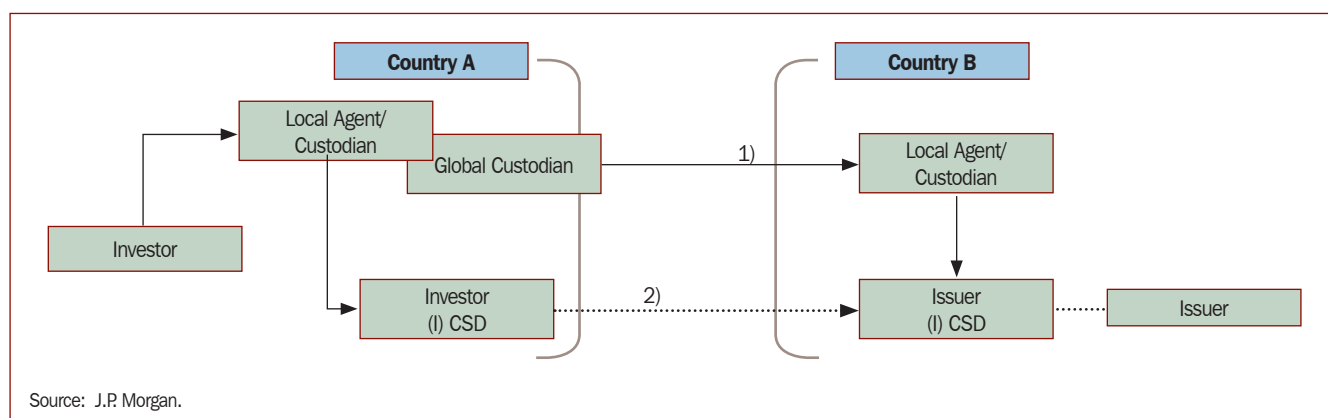 Country A
Country B
Local Agent/
Custodian
Global Custodian
1)
Local Agent/
Custodian
Investor
Investor
(I) CSD
2)
Issuer
(I) CSD
Issuer
Source: J.P. Morgan.